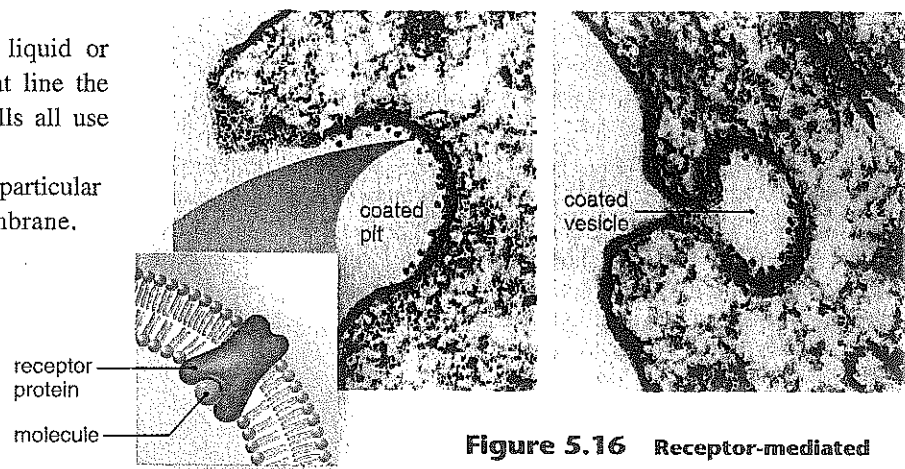 liquid or
t line the
lls all use
particular
mbrane.
coated
pit
coated
vesicle
receptor
protein
molecule
Figure 5.16 Receptor-mediated